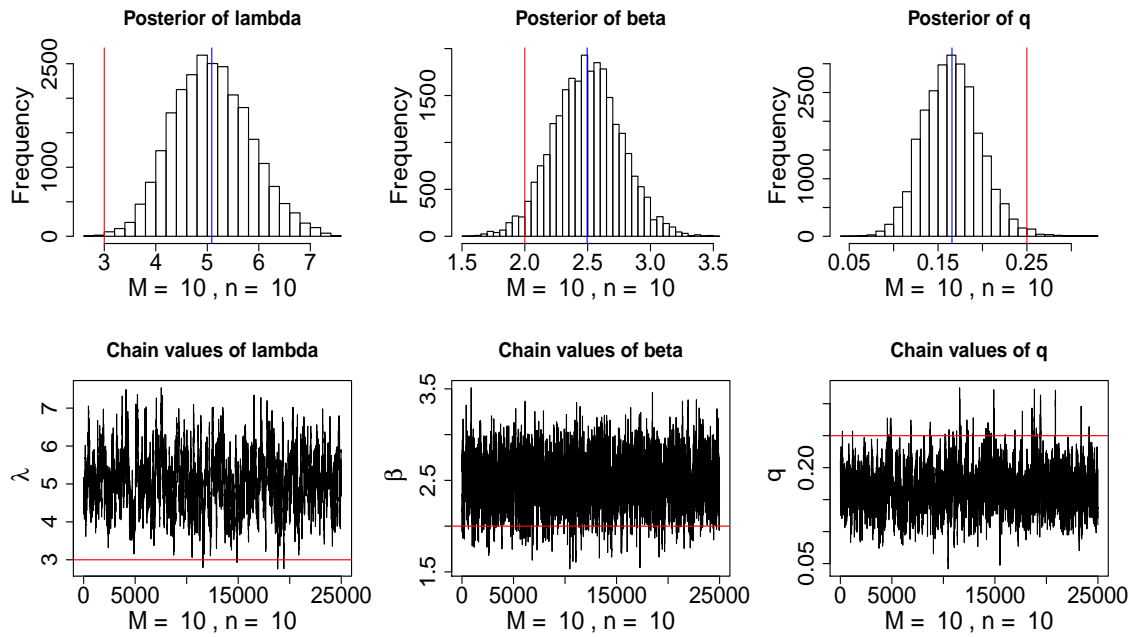 Posterior of lambda
Frequency
0
1000
2500
3
4
5
6
7
M = 10 , n = 10
Posterior of beta
Frequency
0
500
1500
1.5
2.0
2.5
3.0
3.5
M = 10 , n = 10
Posterior of q
Frequency
0
1000
2500
0.05
0.15
0.25
M = 10 , n = 10
Chain values of lambda
λ
3
4
5
6
7
0
5000
15000
25000
M = 10 , n = 10
Chain values of beta
β
1.5
2.5
3.5
0
5000
15000
25000
M = 10 , n = 10
Chain values of q
q
0.05
0.20
0
5000
15000
25000
M = 10 , n = 10